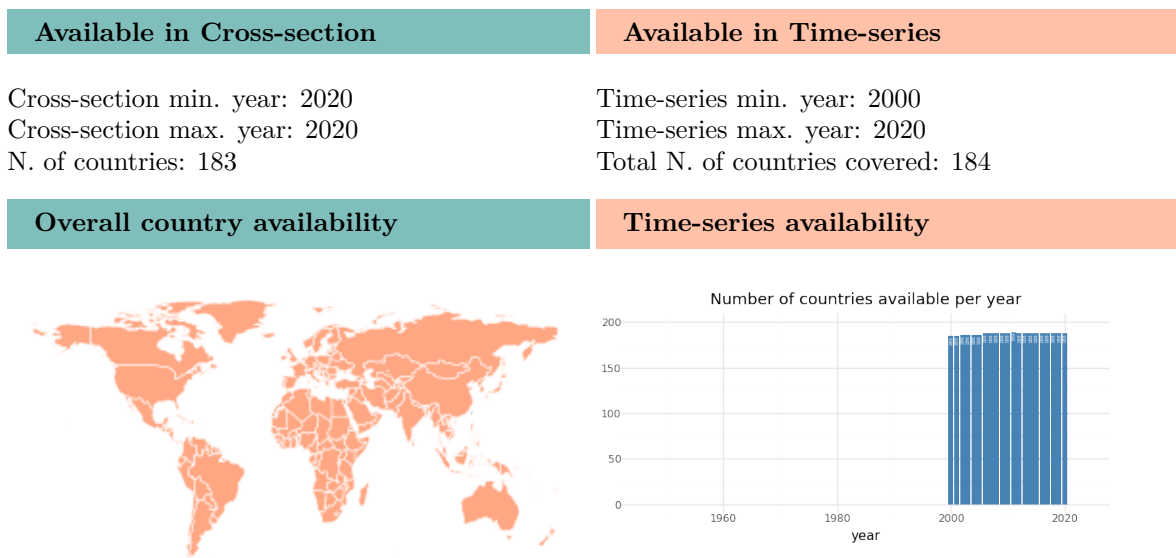 Available in Cross-section
Available in Time-series
Cross-section min. year: 2020
Cross-section max. year: 2020
N. of countries: 183
Time-series min. year: 2000
Time-series max. year: 2020
Total N. of countries covered: 184
Overall country availability
Time-series availability
Number of countries available per year
200
150
100
50
0
1960
1980
2000
2020
year